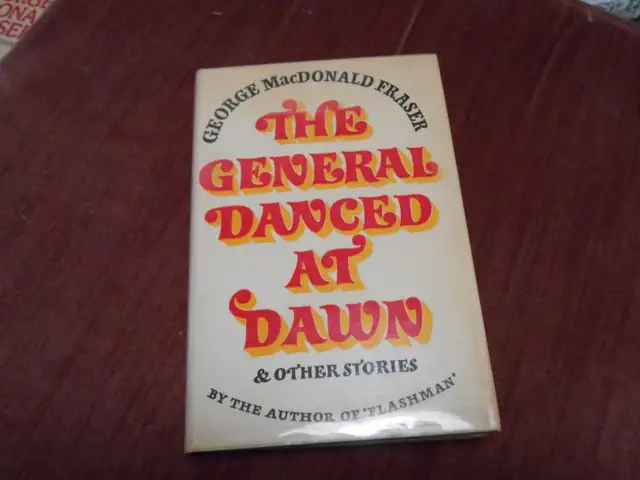 GEORGE MACDONALD FRASER
THE
GENERAL
DANCED
AT
DAWN
& OTHER STORIES
BY THE AUTHOR OF 'FLASHMAN'